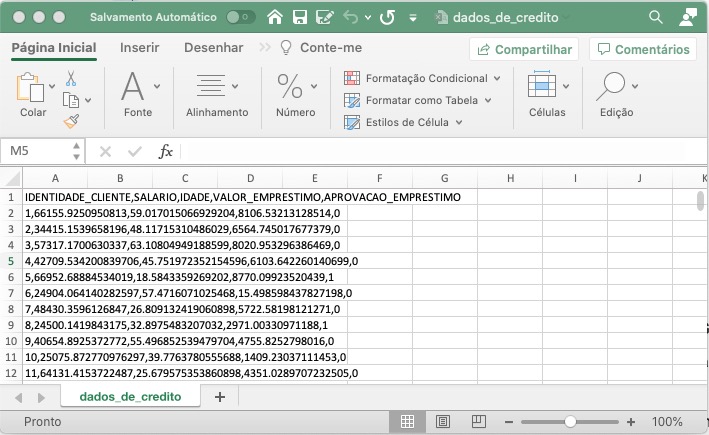 Salvamento Automático dados_de_credito
Página Inicial Inserir Desenhar Conte-me Compartilhar Comentários
Colar Fonte Alinhamento Número Formatação Condicional Formatar como Tabela Estilos de Célula Células Edição
M5 fx
A B C D E F G H I J K
1 IDENTIDADE_CLIENTE,SALARIO,IDADE,VALOR_EMPRESTIMO,APROVACAO_EMPRESTIMO
2 1,66155.9250950813,59.017015066929204,8106.53213128514,0
3 2,34415.1539658196,48.11715310486029,6564.745017677379,0
4 3,57317.1700630337,63.10804949188599,8020.953296386469,0
5 4,42709.534200839706,45.751972352154596,6103.642260140699,0
6 5,66952.68884534019,18.5843359269202,8770.09923520439,1
7 6,24904.064140282597,57.4716071025468,15.498598437827198,0
8 7,48430.3596126847,26.809132419060898,5722.58198121271,0
9 8,24500.1419843175,32.8975483207032,2971.00330971188,1
10 9,40654.8925372772,55.496852539479704,4755.8252798016,0
11 10,25075.872770976297,39.7763780555688,1409.23037111453,0
12 11,64131.4153722487,25.679575353860898,4351.0289707232505,0
dados_de_credito +
Pronto 100%